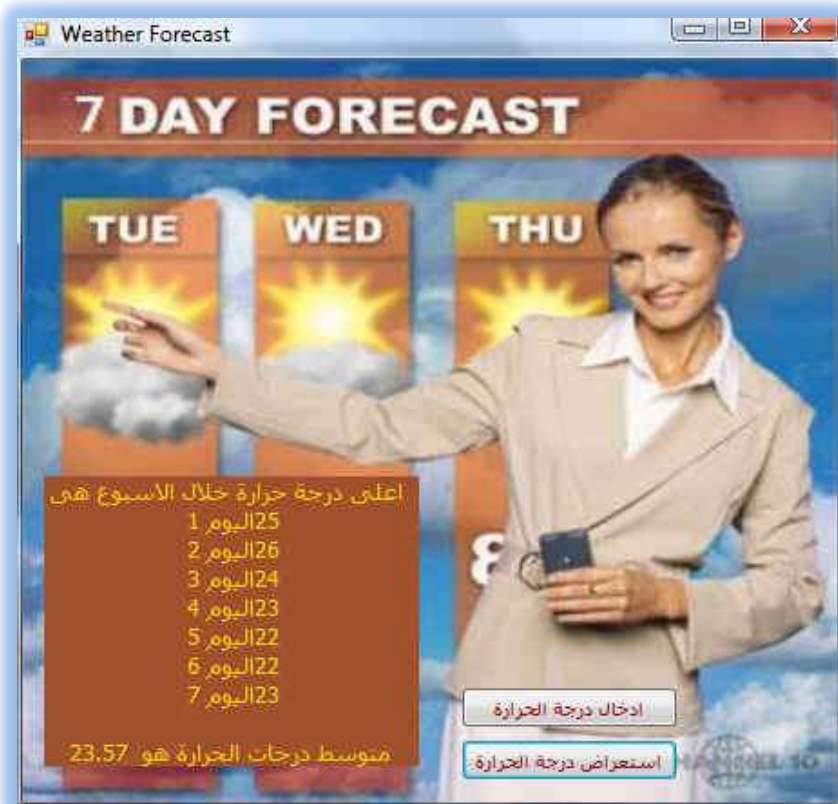 Weather Forecast
7 DAY FORECAST
TUE
WED
THU
8
اعلى درجة حرارة خلال الاسبوع هى
25اليوم 1
26اليوم 2
24اليوم 3
23اليوم 4
22اليوم 5
22اليوم 6
23اليوم 7
متوسط درجات الحرارة هو 23.57
ادخال درجة الحرارة
استعراض درجة الحرارة